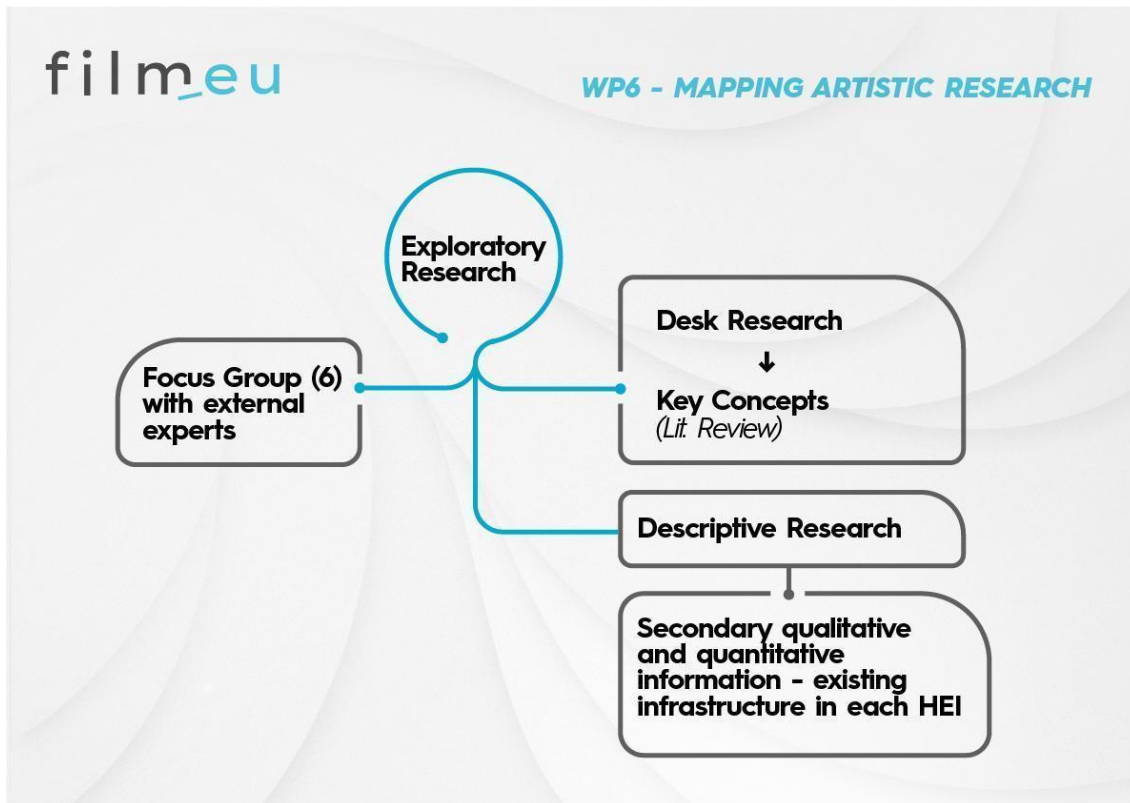 film_eu
WP6 - MAPPING ARTISTIC RESEARCH
Exploratory
Research
Focus Group (6)
with external
experts
Desk Research
Key Concepts
(Lit. Review)
Descriptive Research
Secondary qualitative
and quantitative
information - existing
infrastructure in each HEI